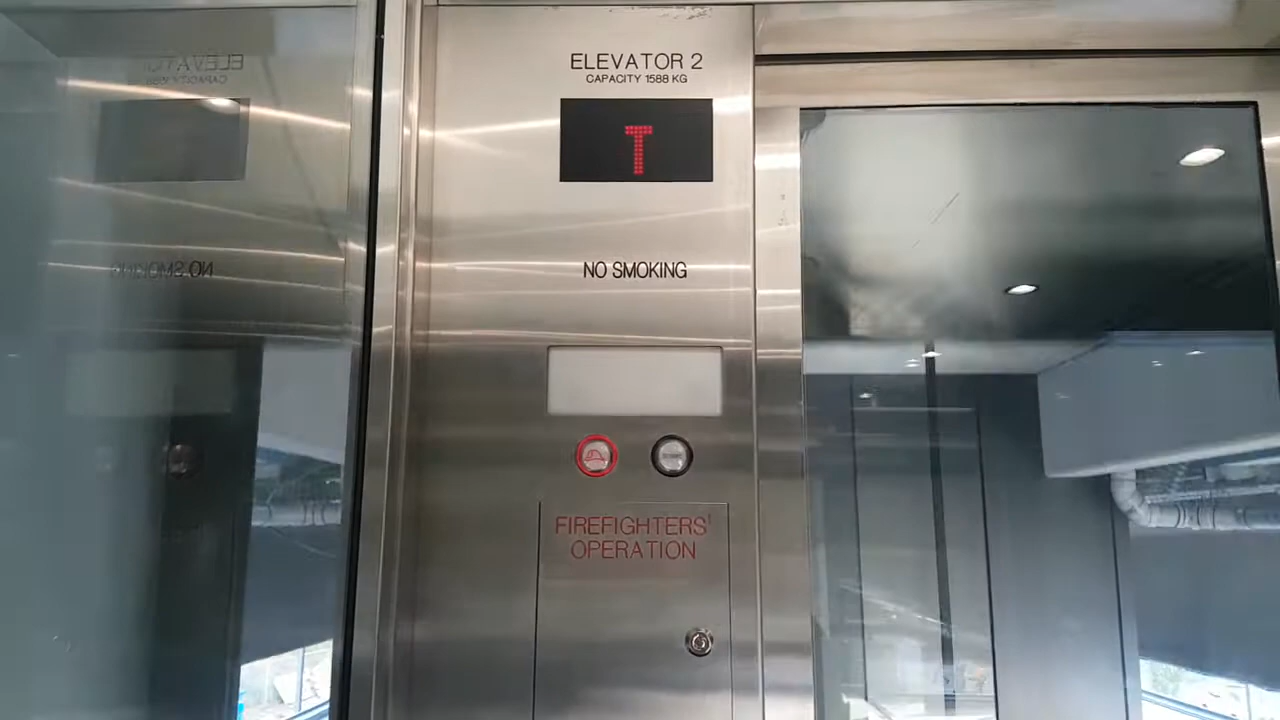 ELEVATOR 2
CAPACITY 1588 KG
T
NO SMOKING
FIREFIGHTERS'
OPERATION